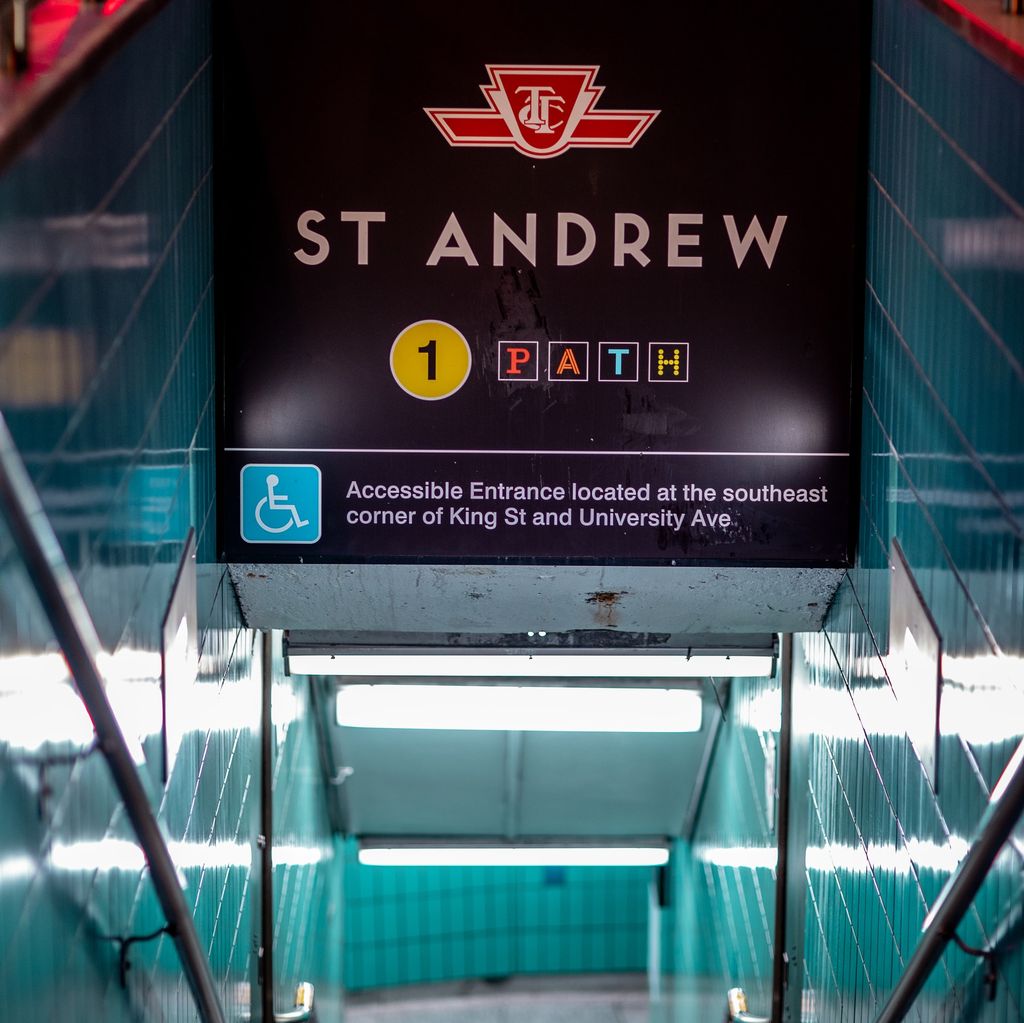 TTC
ST ANDREW
1 PATH
Accessible Entrance located at the southeast
corner of King St and University Ave